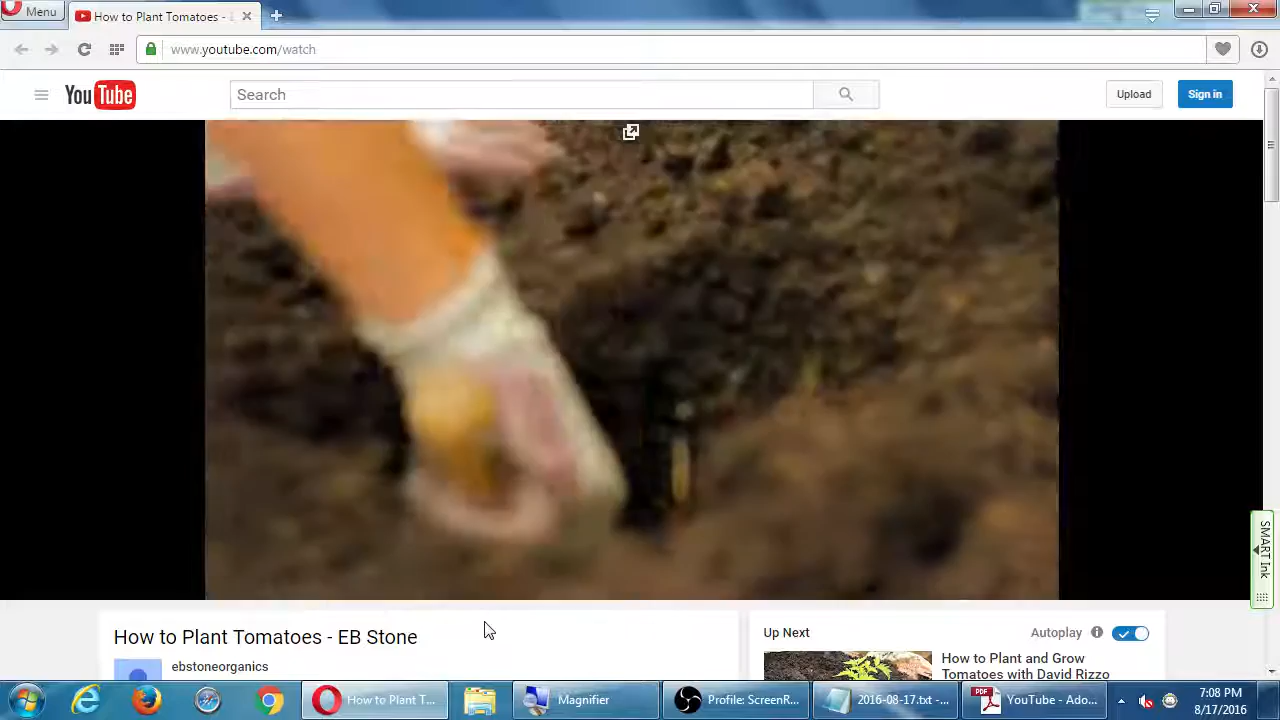 Menu
How to Plant Tomatoes -
www.youtube.com/watch
YouTube
Search
Upload
Sign in
SMART Ink
How to Plant Tomatoes - EB Stone
ebstoneorganics
Up Next
Autoplay
How to Plant and Grow
Tomatoes with David Rizzo
How to Plant T...
Magnifier
Profile: ScreenR...
2016-08-17.txt -...
PDF
YouTube - Ado...
7:08 PM
8/17/2016